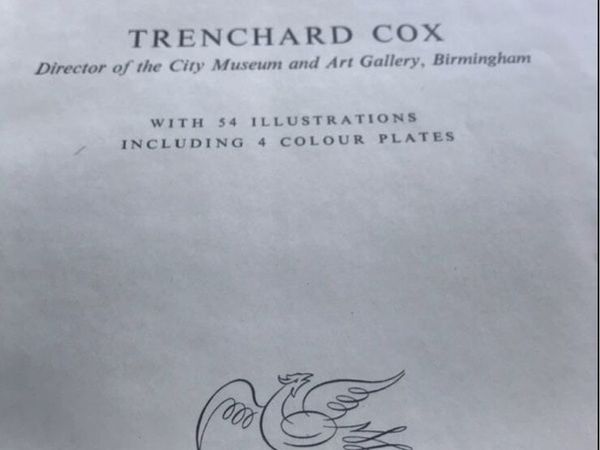 TRENCHARD COX
Director of the City Museum and Art Gallery, Birmingham
WITH 54 ILLUSTRATIONS
INCLUDING 4 COLOUR PLATES